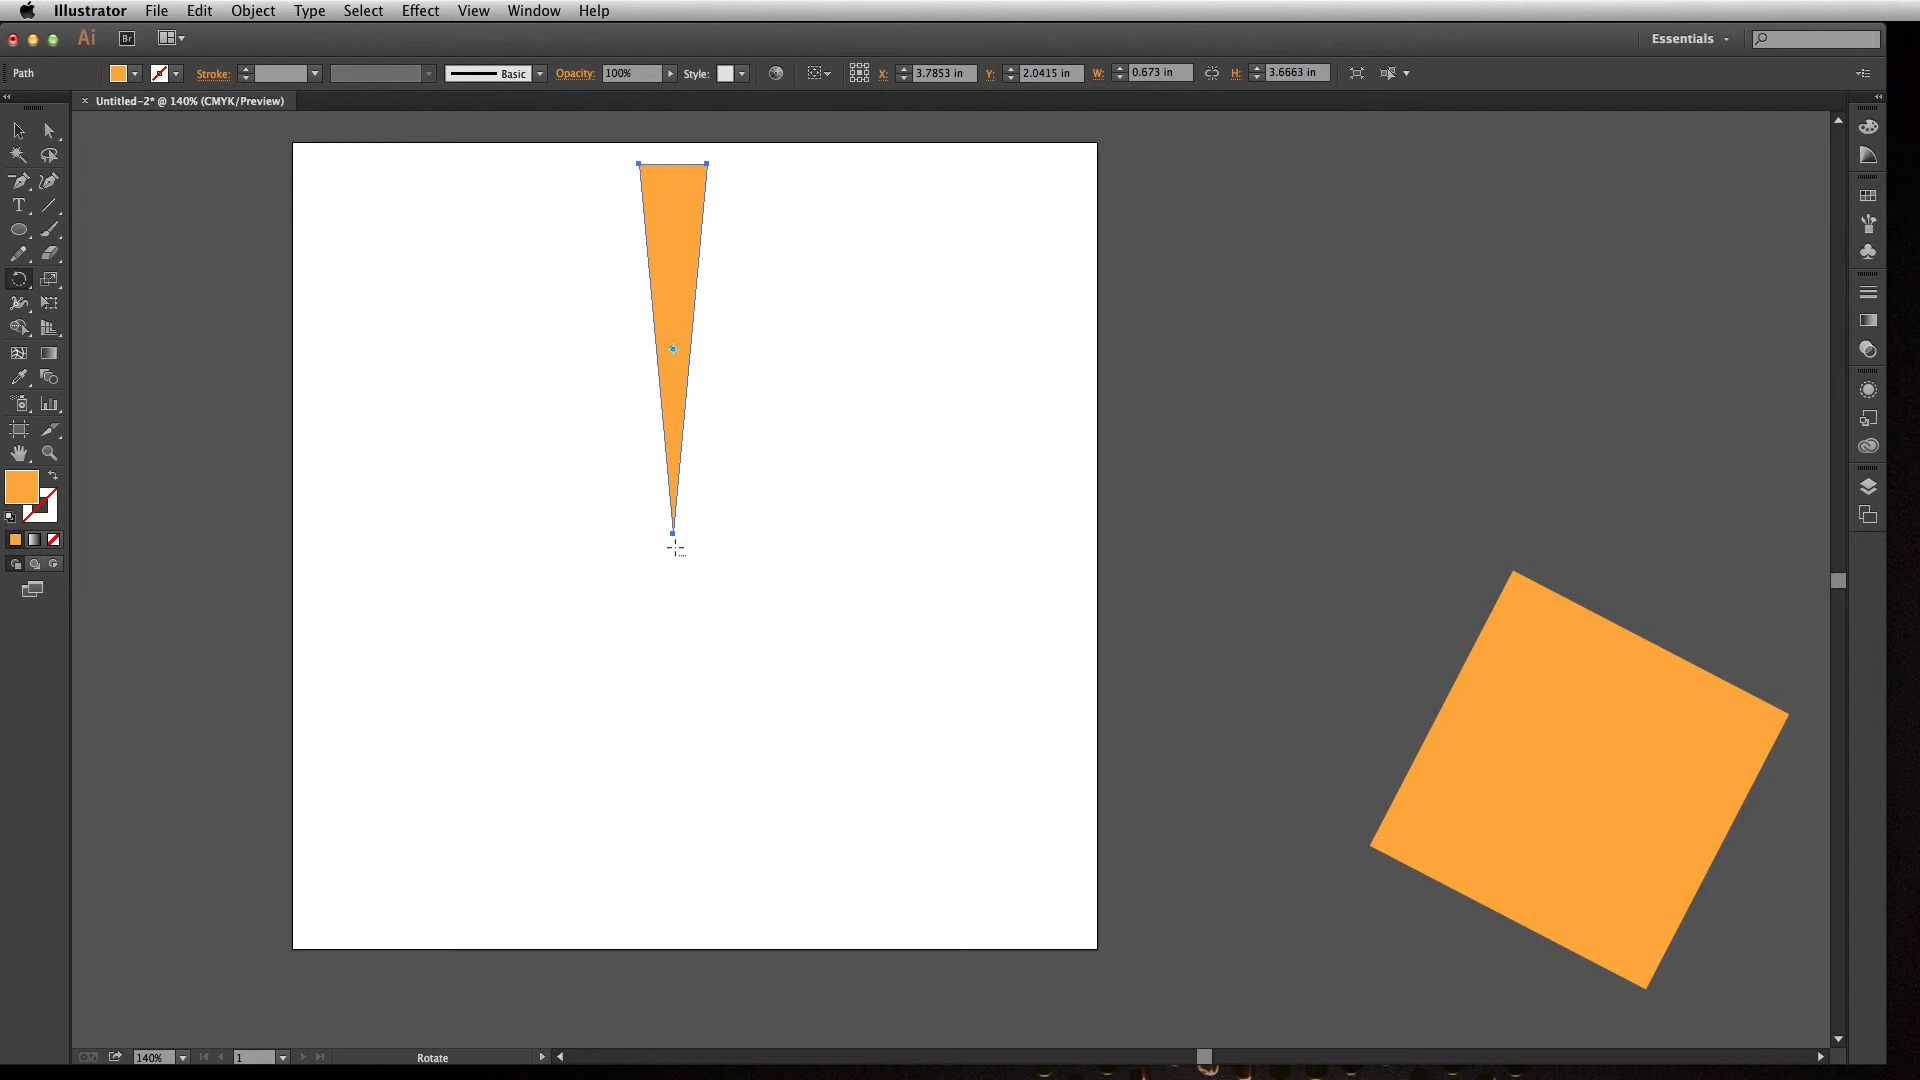 Illustrator File Edit Object Type Select Effect View Window Help
Ai Br Essentials
Path Stroke: Basic Opacity: 100% Style: X: 3.7853 in Y: 2.0415 in W: 0.673 in H: 3.6663 in
× Untitled-2* @ 140% (CMYK/Preview)
T
140% 1 Rotate